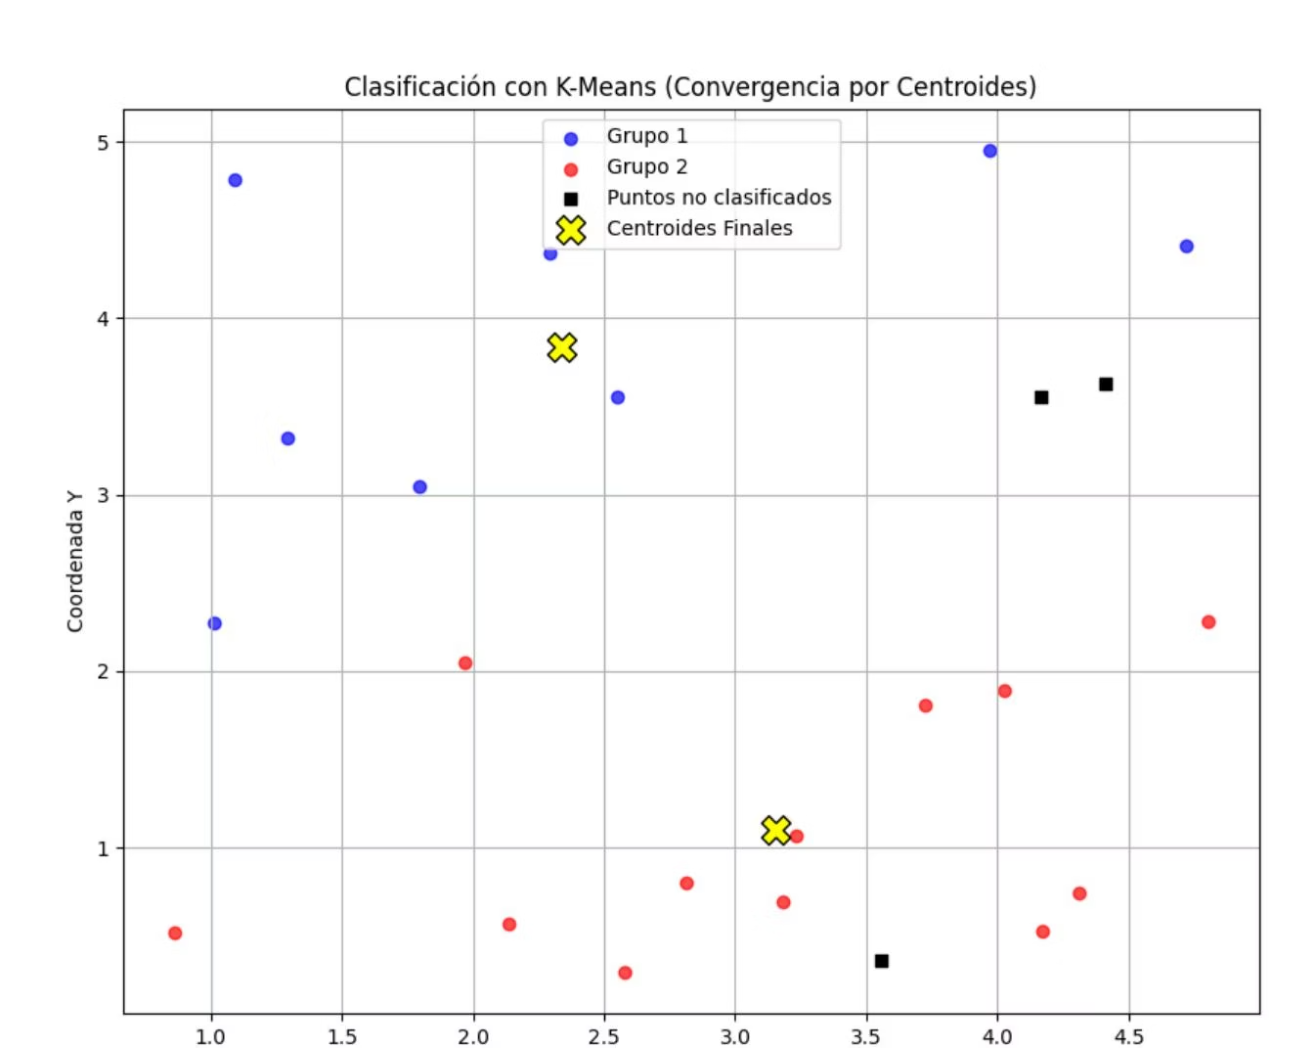 Clasificación con K-Means (Convergencia por Centroides)
Grupo 1
Grupo 2
Puntos no clasificados
Centroides Finales
5
4
3
2
1
Coordenada Y
1.0 1.5 2.0 2.5 3.0 3.5 4.0 4.5